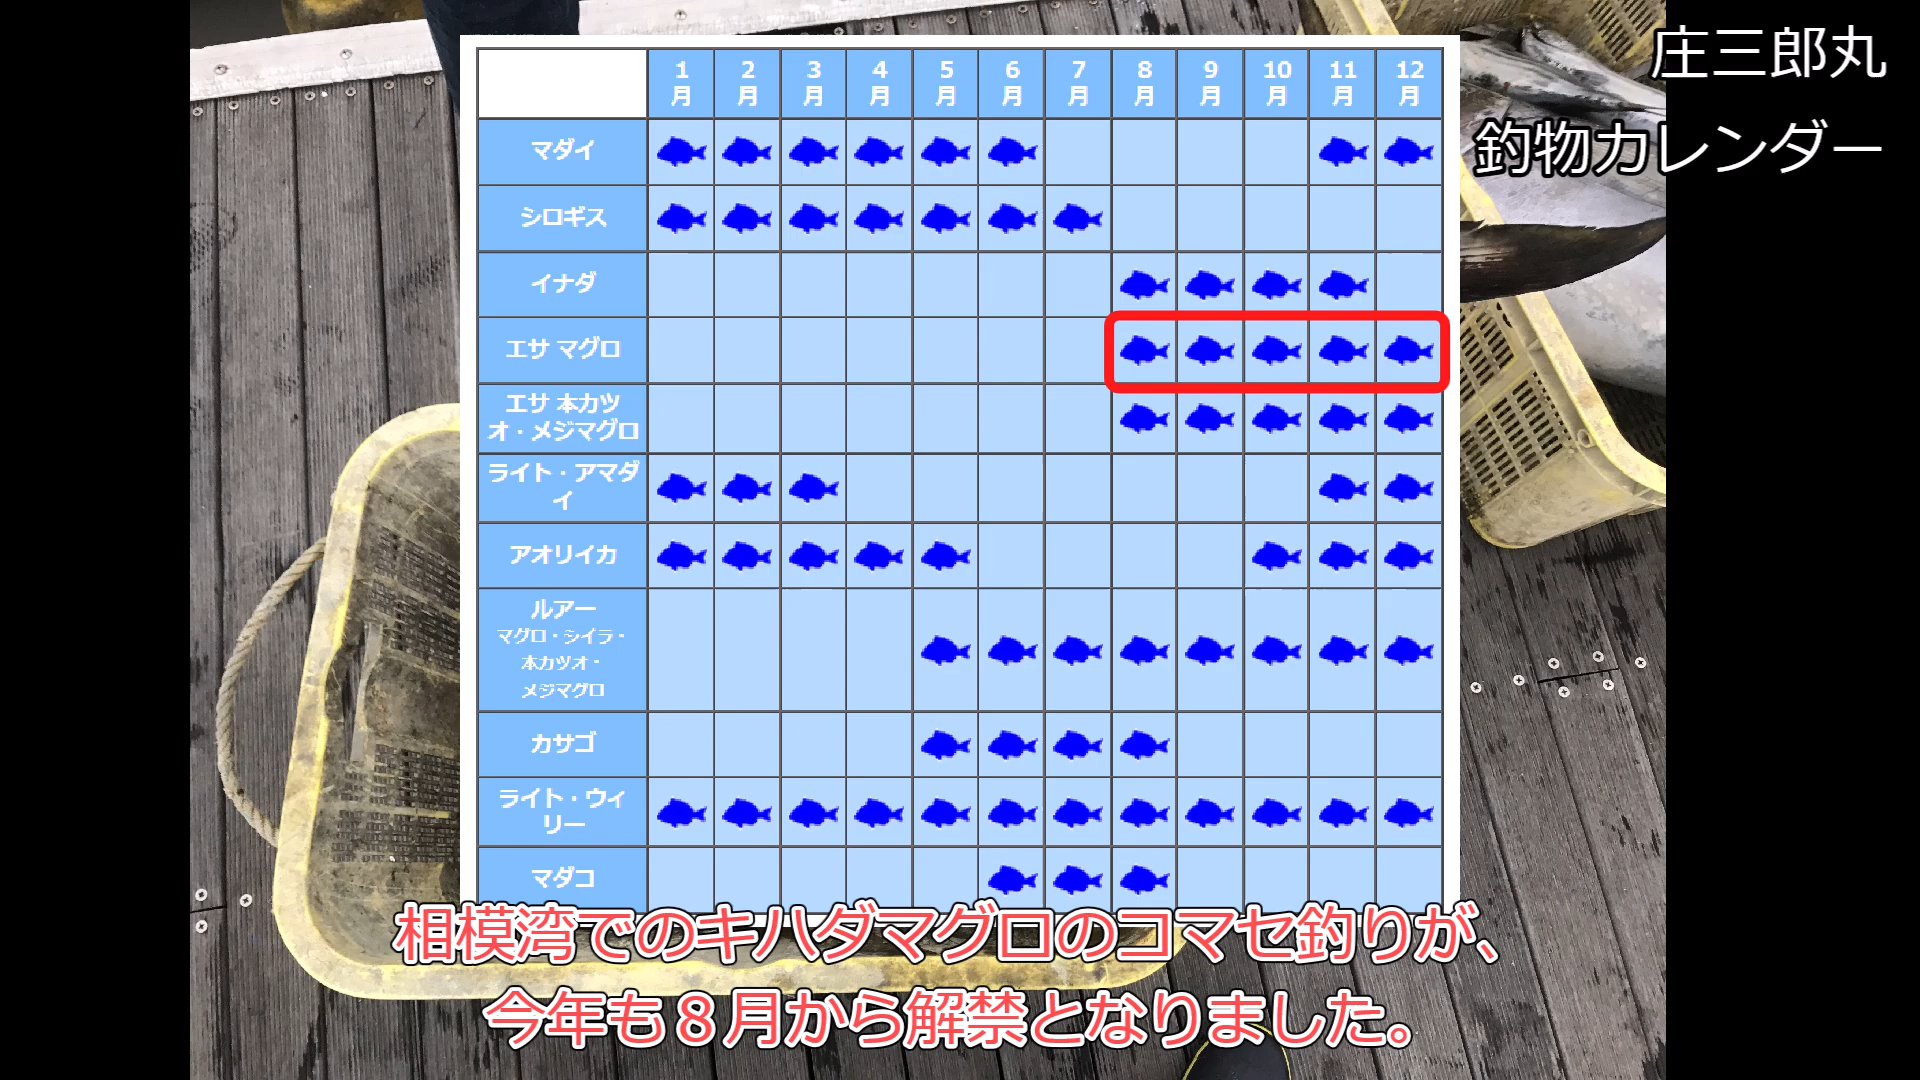 庄三郎丸
釣物カレンダー
1月 2月 3月 4月 5月 6月 7月 8月 9月 10月 11月 12月
マダイ
シロギス
イナダ
エサ マグロ
エサ 本カツ
オ・メジマグロ
ライト・アマダ
イ
アオリイカ
ルアー
マグロ・シイラ・
本カツオ・
メジマグロ
カサゴ
ライト・ウィ
リー
マダコ
相模湾でのキハダマグロのコマセ釣りが、
今年も８月から解禁となりました。